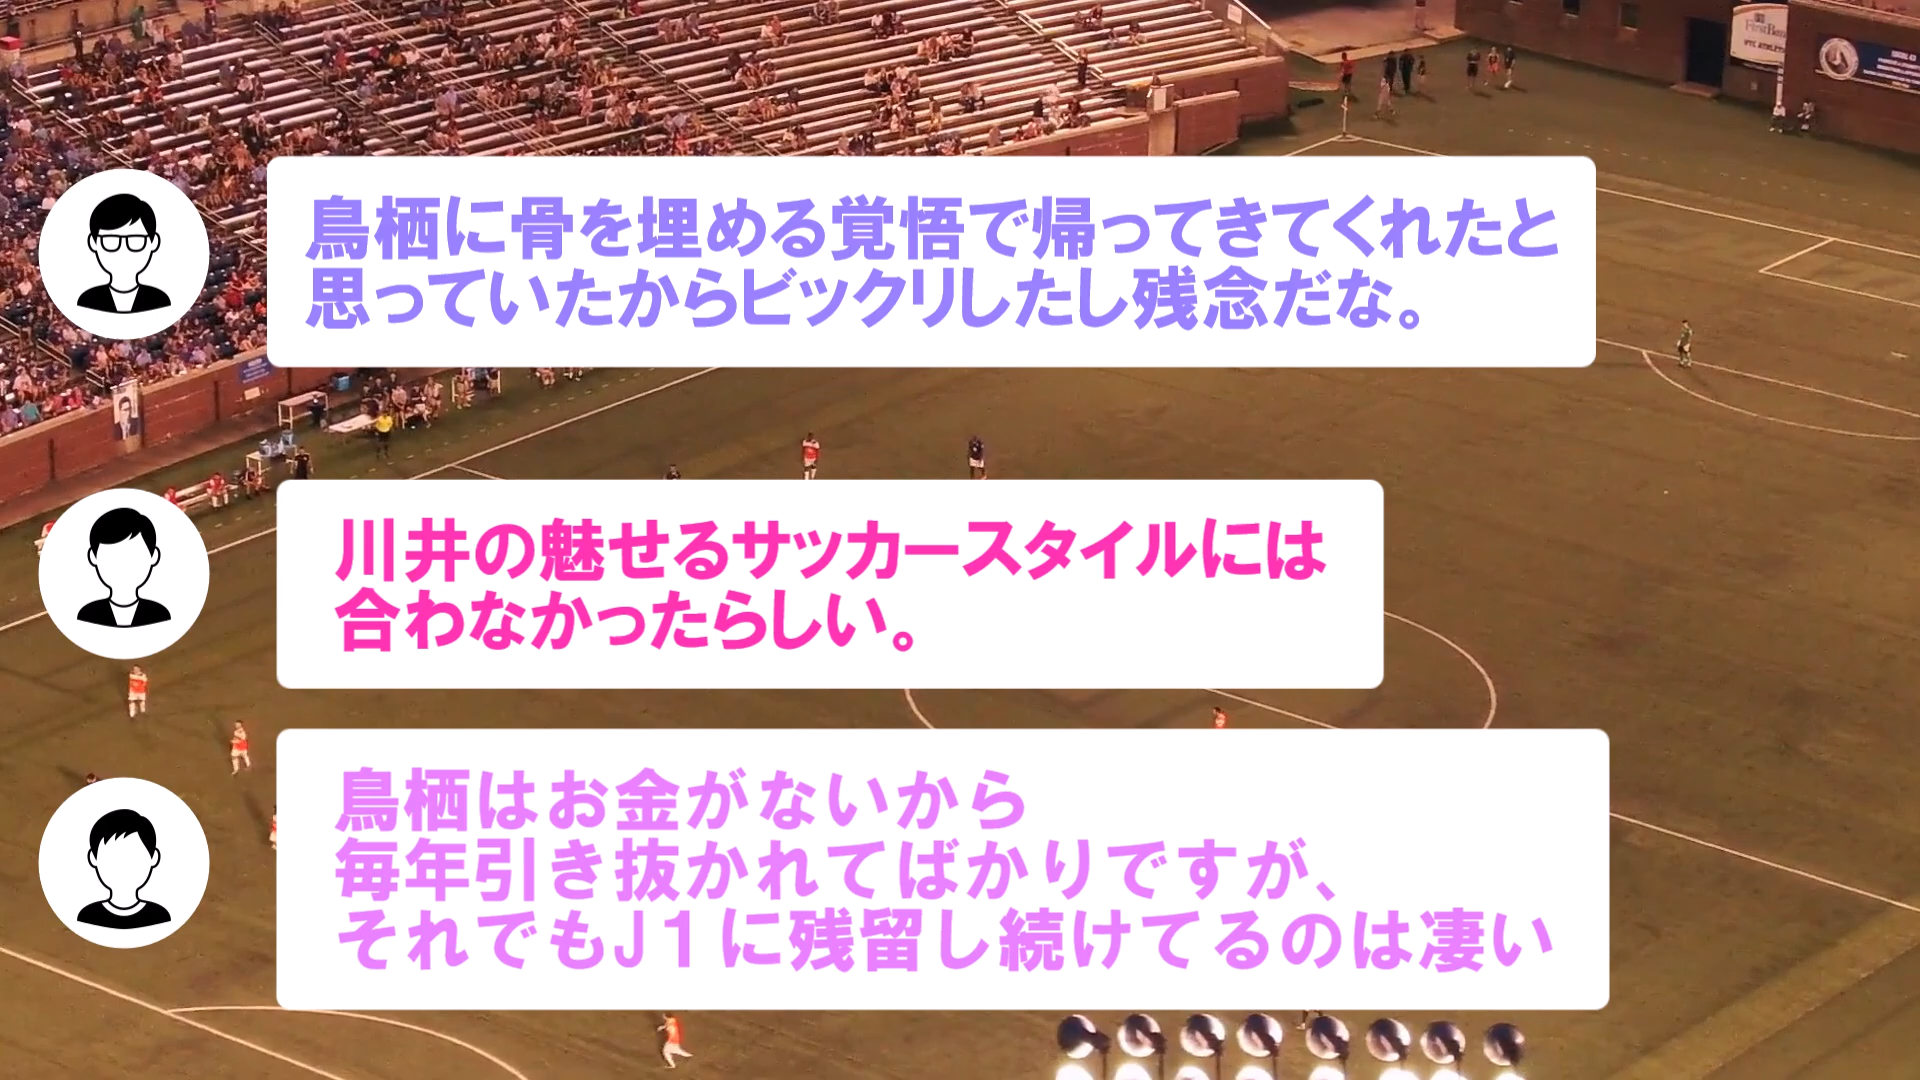 鳥栖に骨を埋める覚悟で帰ってきてくれたと
思っていたからビックリしたし残念だな。
川井の魅せるサッカースタイルには
合わなかったらしい。
鳥栖はお金がないから
毎年引き抜かれてばかりですが、
それでもJ1に残留し続けてるのは凄い